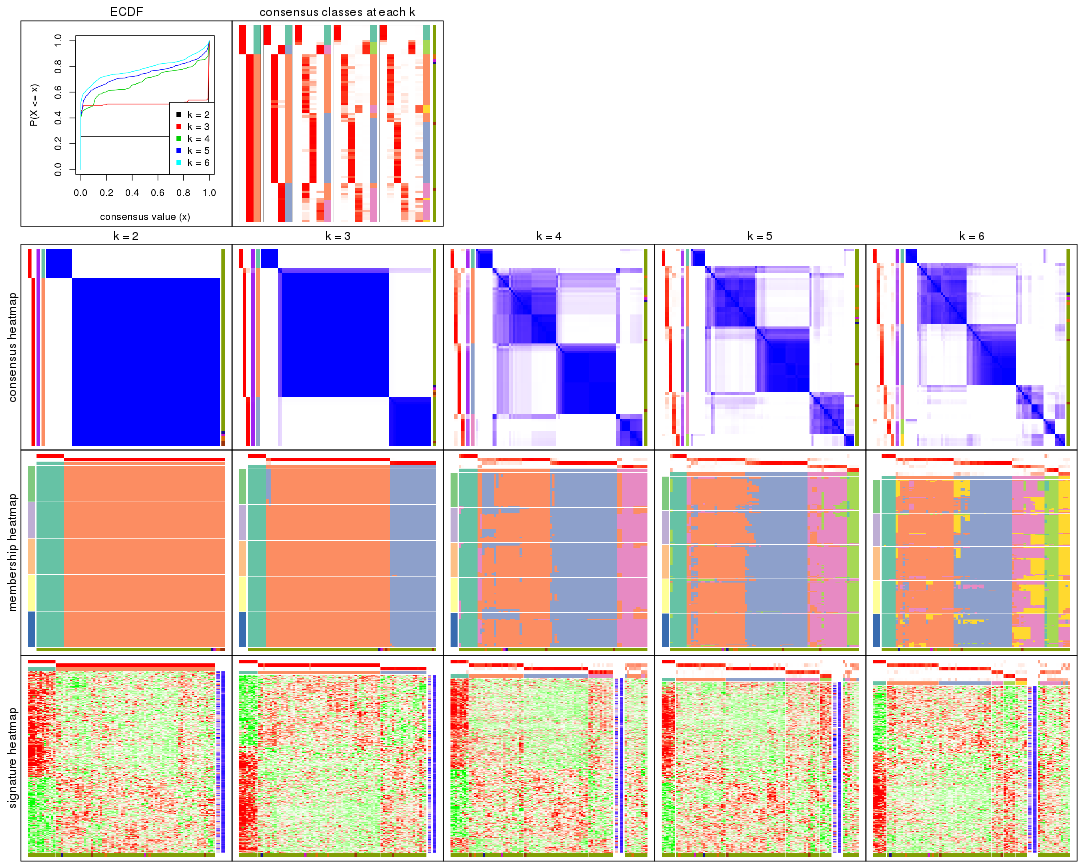 ECDF
consensus classes at each k
P(X <= x)
1.0
0.8
0.6
0.4
0.2
0.0
k = 2
k = 3
k = 4
k = 5
k = 6
0.0 0.2 0.4 0.6 0.8 1.0
consensus value (x)
k = 2 k = 3 k = 4 k = 5 k = 6
consensus heatmap
membership heatmap
signature heatmap